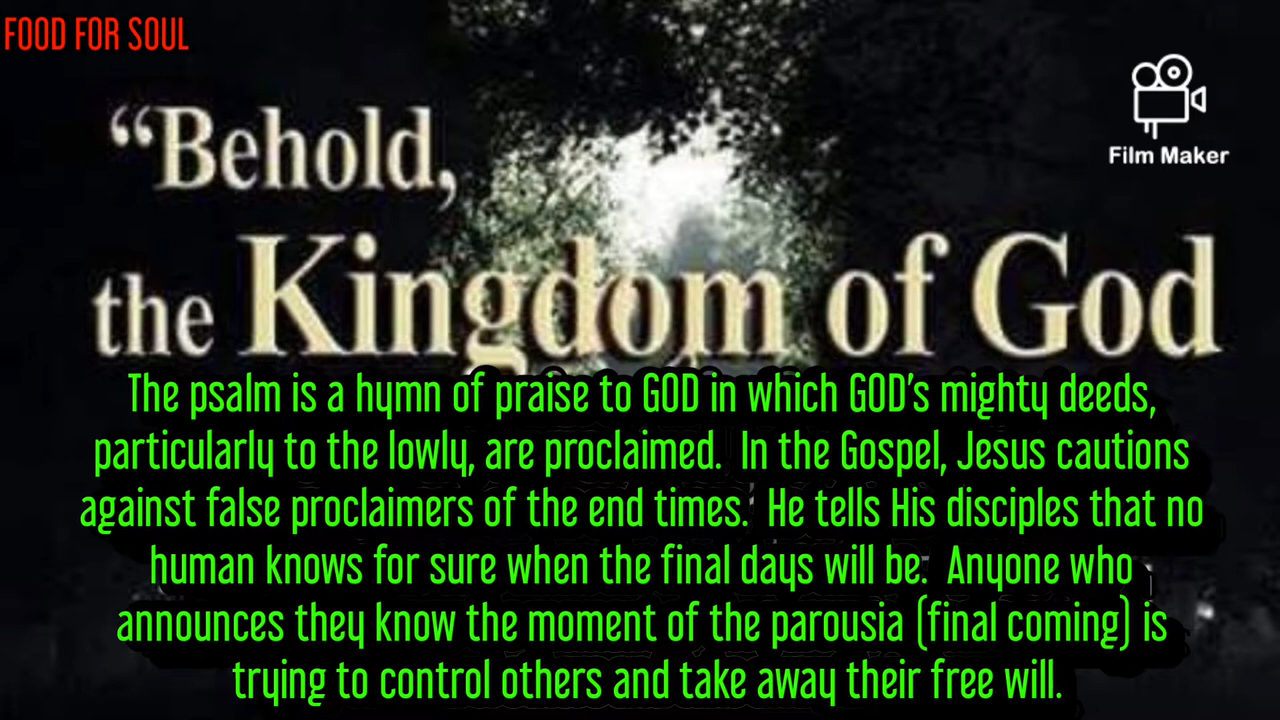 FOOD FOR SOUL
Film Maker
“Behold,
the Kingdom of God
The psalm is a hymn of praise to GOD in which GOD’s mighty deeds,
particularly to the lowly, are proclaimed.  In the Gospel, Jesus cautions
against false proclaimers of the end times.  He tells His disciples that no
human knows for sure when the final days will be.  Anyone who
announces they know the moment of the parousia (final coming) is
trying to control others and take away their free will.